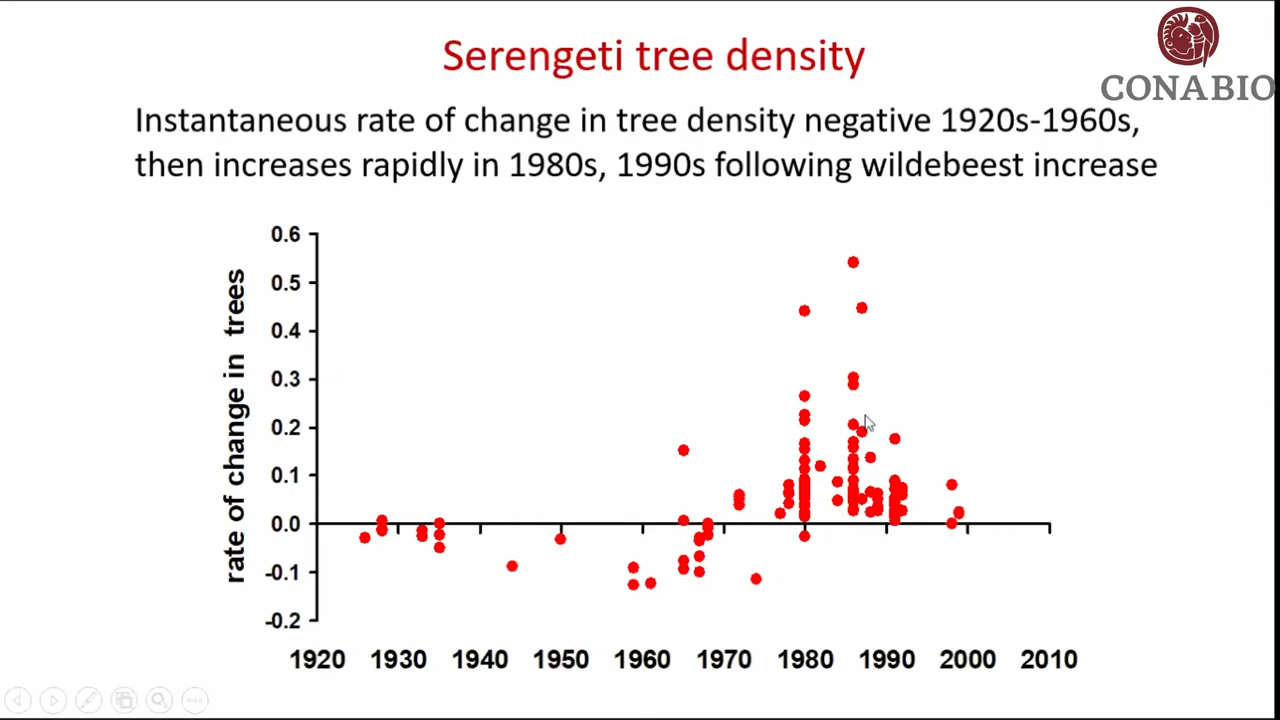 Serengeti tree density
CONABIO
Instantaneous rate of change in tree density negative 1920s-1960s,
then increases rapidly in 1980s, 1990s following wildebeest increase
rate of change in trees
0.6
0.5
0.4
0.3
0.2
0.1
0.0
-0.1
-0.2
1920 1930 1940 1950 1960 1970 1980 1990 2000 2010